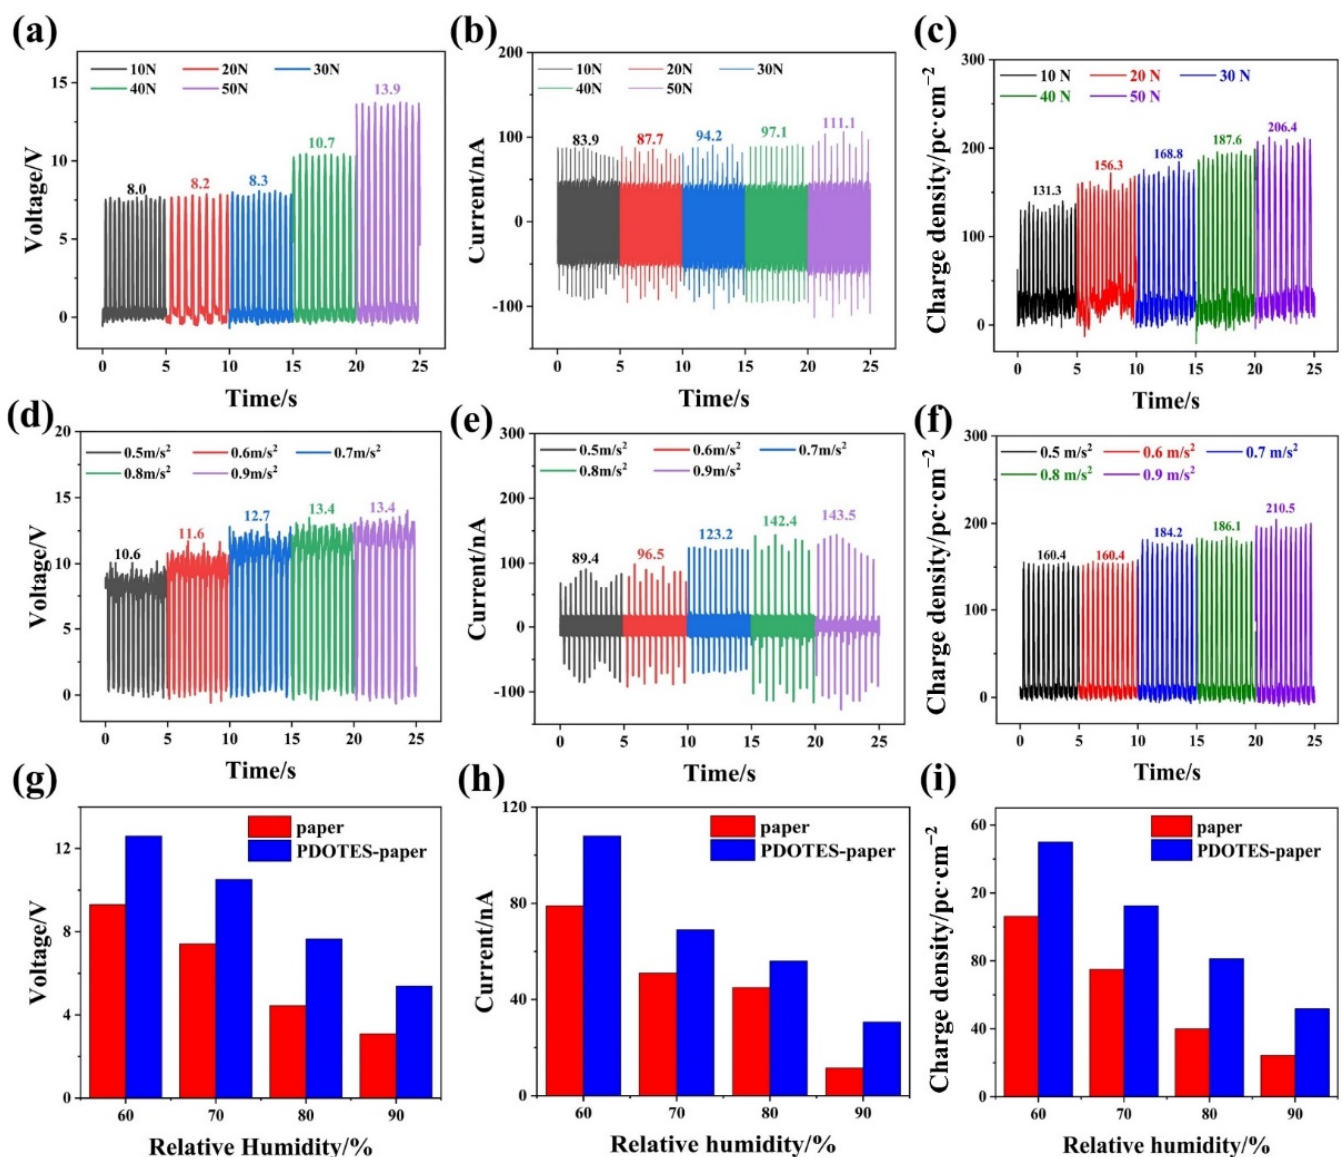 (a)
10N 20N 30N
40N 50N
8.0
8.2
8.3
10.7
13.9
15
10
5
0
Voltage/V
0 5 10 15 20 25
Time/s
(b)
10N 20N 30N
40N 50N
83.9
87.7
94.2
97.1
111.1
200
100
0
-100
Current/nA
0 5 10 15 20 25
Time/s
(c)
10 N 20 N 30 N
40 N 50 N
131.3
156.3
168.8
187.6
206.4
300
200
100
0
Charge density/pc·cm⁻²
0 5 10 15 20 25
Time/s
(d)
0.5m/s² 0.6m/s² 0.7m/s²
0.8m/s² 0.9m/s²
10.6
11.6
12.7
13.4
13.4
20
15
10
5
0
Voltage/V
0 5 10 15 20 25
Time/s
(e)
0.5m/s² 0.6m/s² 0.7m/s²
0.8m/s² 0.9m/s²
89.4
96.5
123.2
142.4
143.5
300
200
100
0
-100
Current/nA
0 5 10 15 20 25
Time/s
(f)
0.5 m/s² 0.6 m/s² 0.7 m/s²
0.8 m/s² 0.9 m/s²
160.4
160.4
184.2
186.1
210.5
300
200
100
0
Charge density/pc·cm⁻²
0 5 10 15 20 25
Time/s
(g)
paper
PDOTES-paper
12
8
4
0
Voltage/V
60 70 80 90
Relative Humidity/%
(h)
paper
PDOTES-paper
120
80
40
0
Current/nA
60 70 80 90
Relative humidity/%
(i)
paper
PDOTES-paper
60
20
80
40
0
Charge density/pc·cm⁻²
60 70 80 90
Relative humidity/%